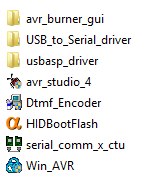 avr_burner_gui
USB_to_Serial_driver
usbasp_driver
avr_studio_4
Dtmf_Encoder
HIDBootFlash
serial_comm_x_ctu
Win_AVR